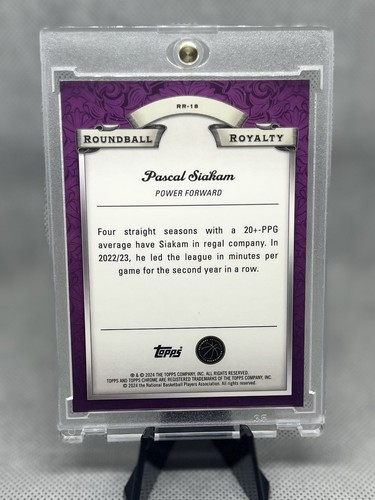 RR-18
ROUNDBALL ROYALTY
Pascal Siakam
POWER FORWARD
Four straight seasons with a 20+-PPG
average have Siakam in regal company. In
2022/23, he led the league in minutes per
game for the second year in a row.
Topps
® & © 2024 THE TOPPS COMPANY, INC. ALL RIGHTS RESERVED.
TOPPS AND TOPPS CHROME ARE REGISTERED TRADEMARKS OF THE TOPPS COMPANY, INC.
© 2024 the National Basketball Players Association. All rights reserved.
35